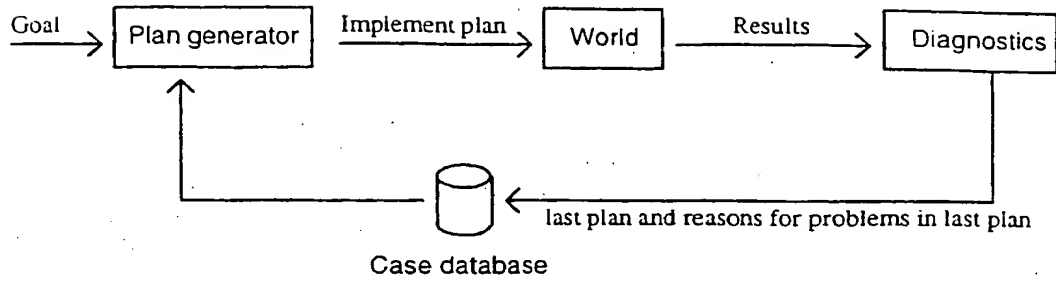 Goal
Plan generator
Implement plan
World
Results
Diagnostics
last plan and reasons for problems in last plan
Case database